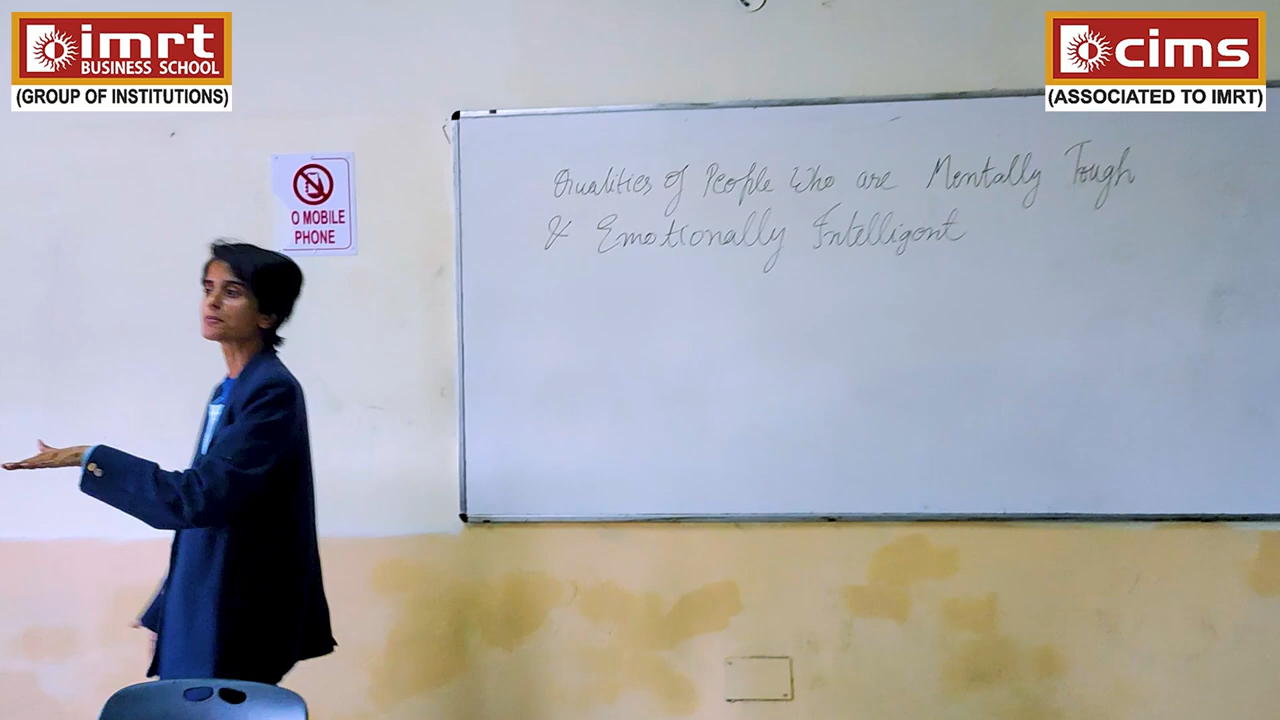 imrt
BUSINESS SCHOOL
(GROUP OF INSTITUTIONS)
cims
(ASSOCIATED TO IMRT)
O MOBILE
PHONE
Qualities of People Who are Mentally Tough
& Emotionally Intelligent